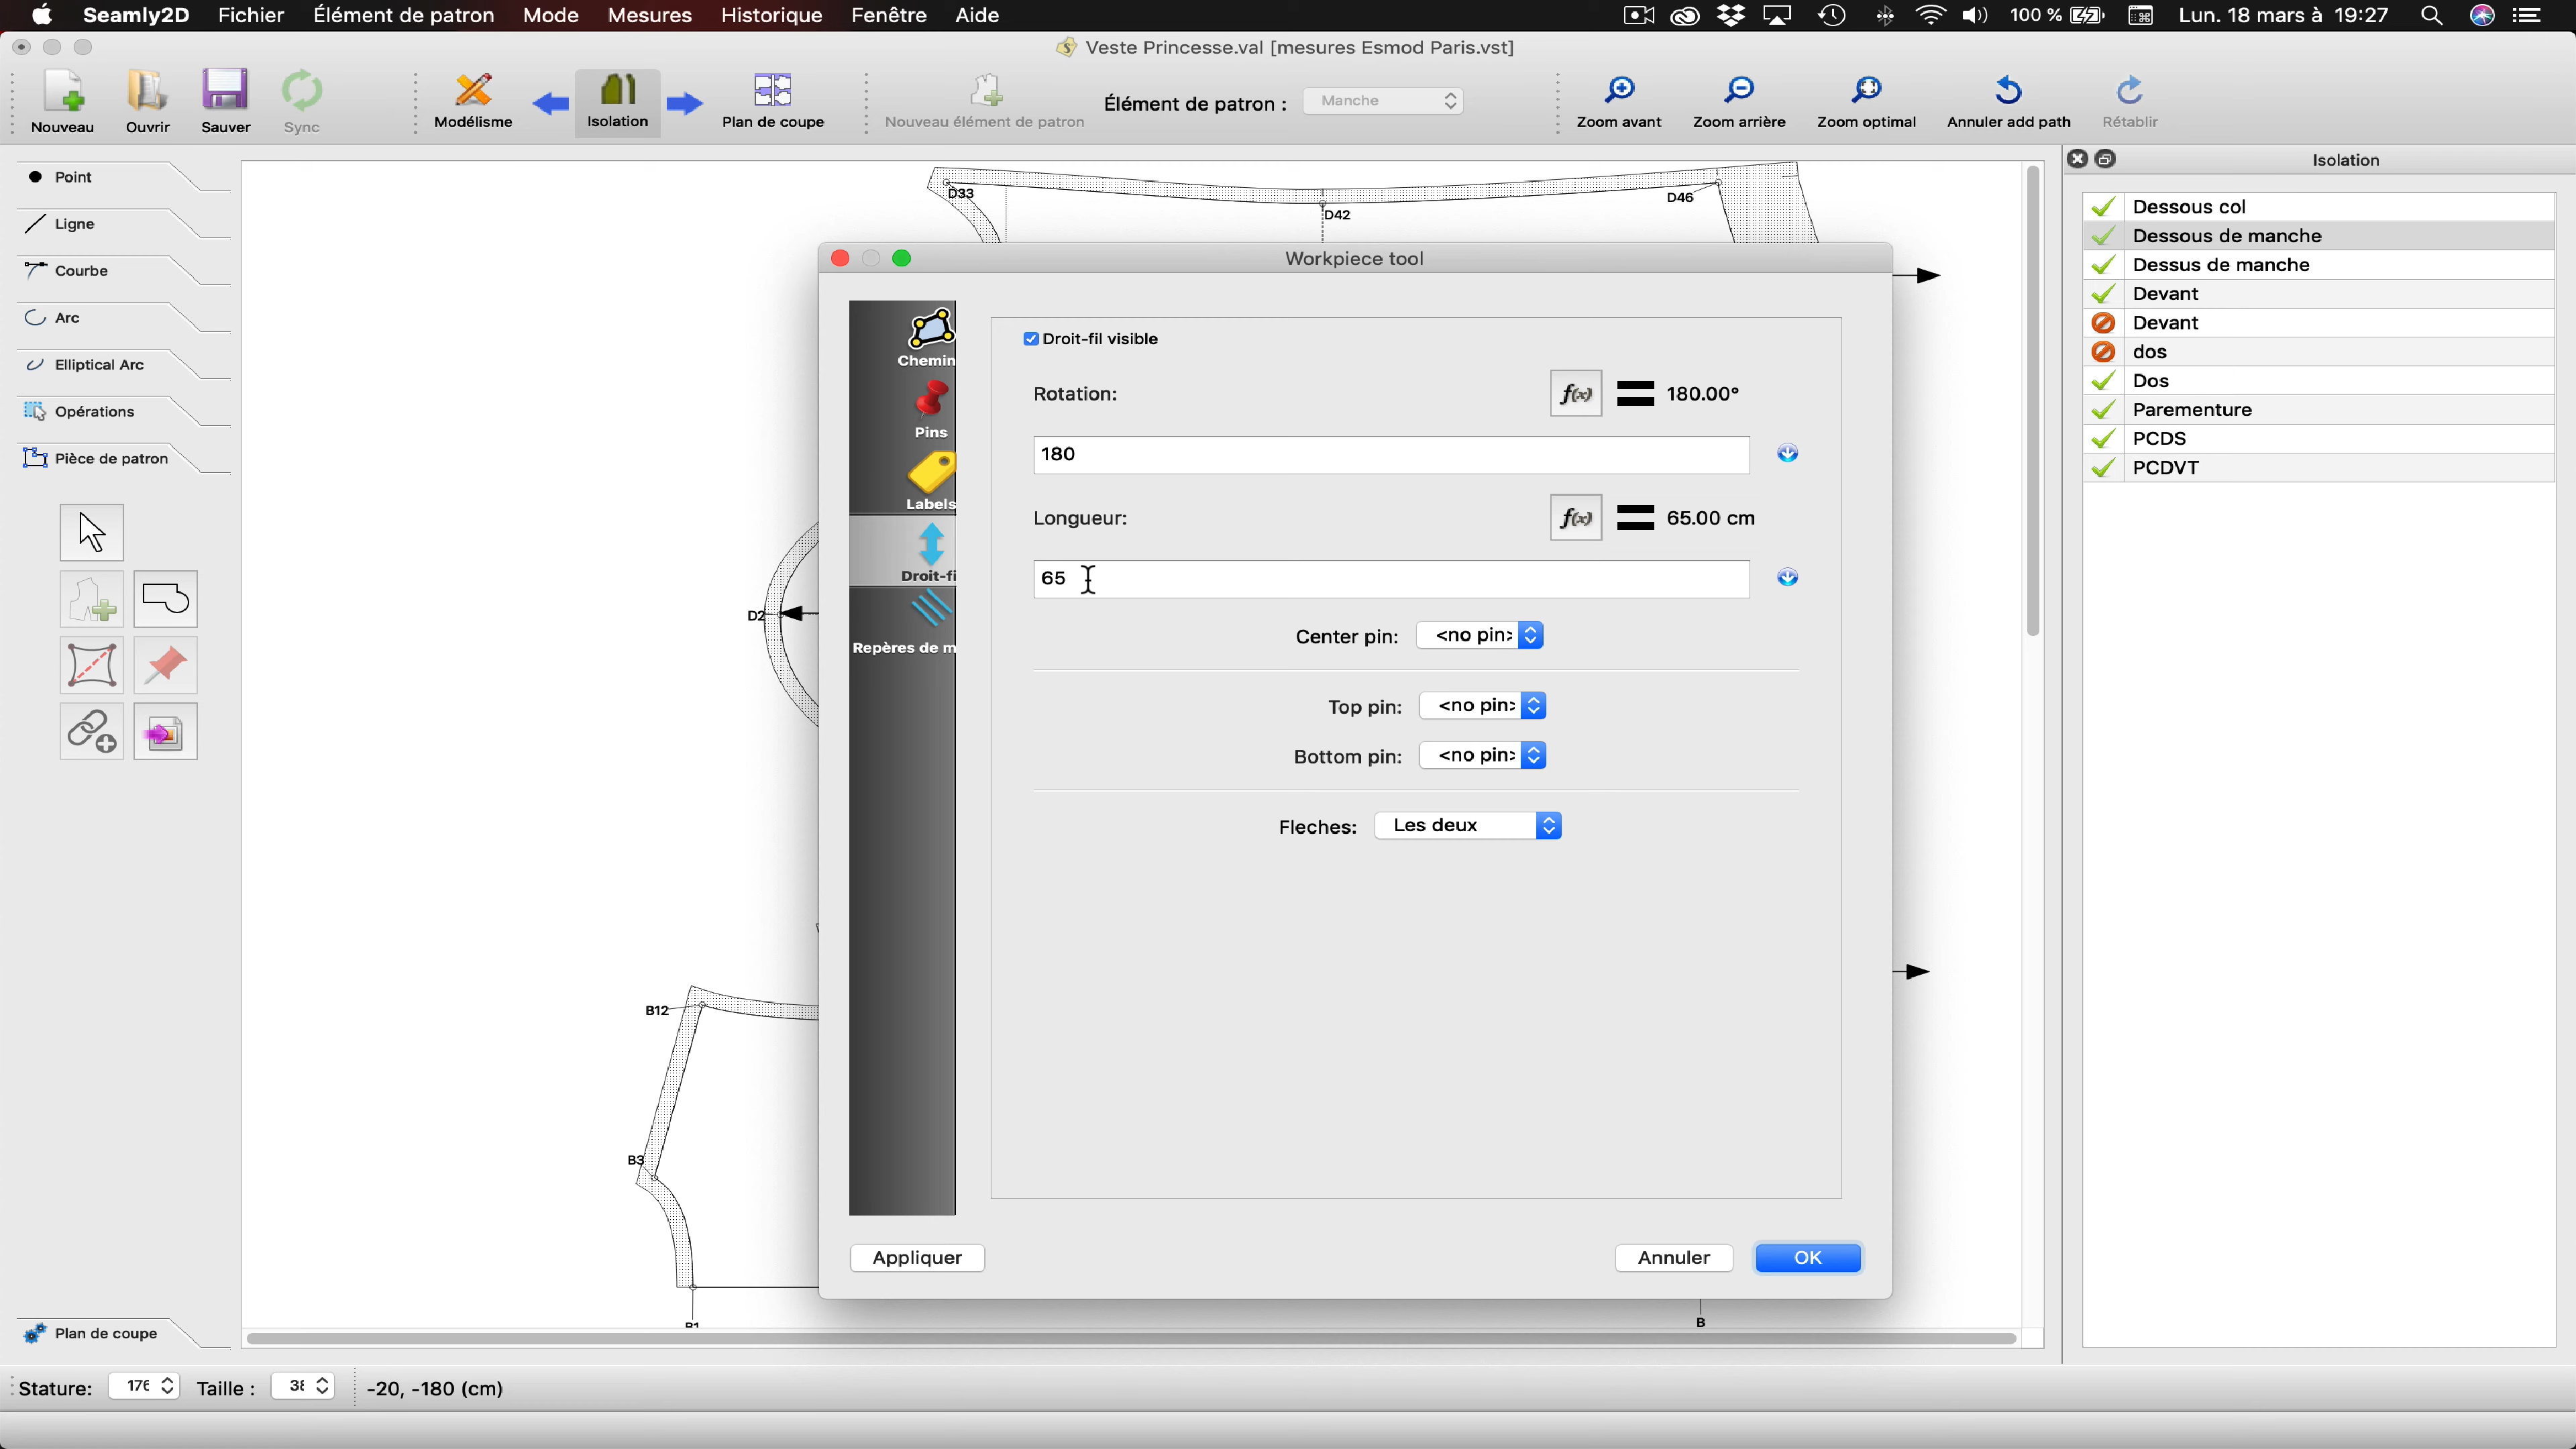 Seamly2D Fichier Élément de patron Mode Mesures Historique Fenêtre Aide 100 % Lun. 18 mars à 19:27
Veste Princesse.val [mesures Esmod Paris.vst]
Nouveau Ouvrir Sauver Sync Modélisme Isolation Plan de coupe Nouveau élément de patron Élément de patron : Manche Zoom avant Zoom arrière Zoom optimal Annuler add path Rétablir
Point
Ligne
Courbe
Arc
Elliptical Arc
Opérations
Pièce de patron
Plan de coupe
D33
D42
D46
D2
B12
B3
B1
B
Workpiece tool
Chemin
Pins
Labels
Droit-fi
Repères de m
Droit-fil visible
Rotation: f(x) 180.00°
180
Longueur: f(x) 65.00 cm
65
Center pin: <no pin>
Top pin: <no pin>
Bottom pin: <no pin>
Fleches: Les deux
Appliquer Annuler OK
Isolation
Dessous col
Dessous de manche
Dessus de manche
Devant
Devant
dos
Dos
Parementure
PCDS
PCDVT
Stature: 176 Taille : 38 -20, -180 (cm)